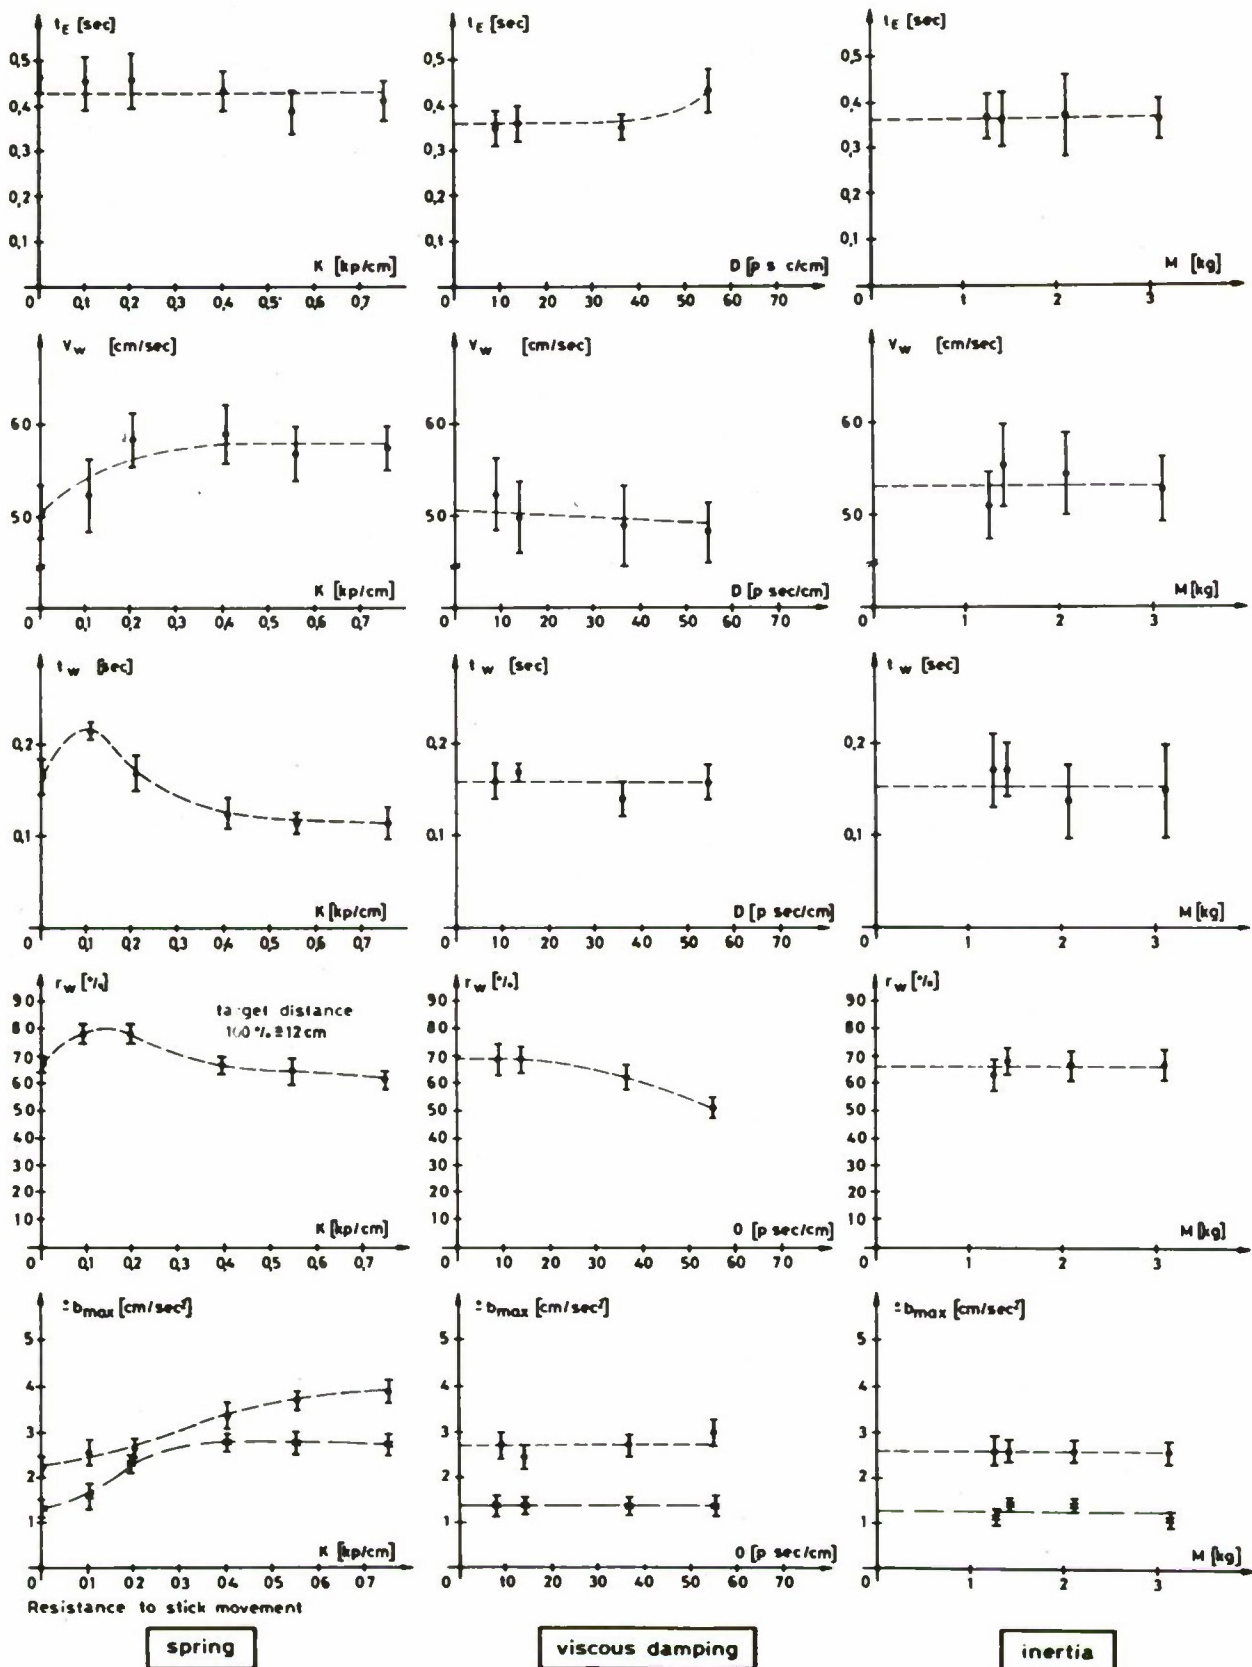 t_E [sec]
0,5
0,4
0,3
0,2
0,1
K [kp/cm]
0 0,1 0,2 0,3 0,4 0,5 0,6 0,7
t_E [sec]
0,5
0,4
0,3
0,2
0,1
D [p s c/cm]
0 10 20 30 40 50 60 70
t_E [sec]
0,5
0,4
0,3
0,2
0,1
M [kg]
0 1 2 3
V_w [cm/sec]
60
50
K [kp/cm]
0 0,1 0,2 0,3 0,4 0,5 0,6 0,7
V_w [cm/sec]
60
50
D [p sec/cm]
0 10 20 30 40 50 60 70
V_w [cm/sec]
60
50
M [kg]
0 1 2 3
t_w [sec]
0,2
0,1
K [kp/cm]
0 0,1 0,2 0,3 0,4 0,5 0,6 0,7
t_w [sec]
0,2
0,1
D [p sec/cm]
0 10 20 30 40 50 60 70
t_w [sec]
0,2
0,1
M [kg]
0 1 2 3
r_w [%]
target distance
100 % ≙ 12 cm
90
80
70
60
50
40
30
20
10
K [kp/cm]
0 0,1 0,2 0,3 0,4 0,5 0,6 0,7
r_w [%]
90
80
70
60
50
40
30
20
10
0 [p sec/cm]
0 10 20 30 40 50 60 70
r_w [%]
90
80
70
60
50
40
30
20
10
M [kg]
0 1 2 3
± b_max [cm/sec²]
5
4
3
2
1
K [kp/cm]
0 01 02 03 04 05 06 07
± b_max [cm/sec²]
5
4
3
2
1
0 [p sec/cm]
0 10 20 30 40 50 60 70
± b_max [cm/sec²]
5
4
3
2
1
M [kg]
0 1 2 3
Resistance to stick movement
spring
viscous damping
inertia